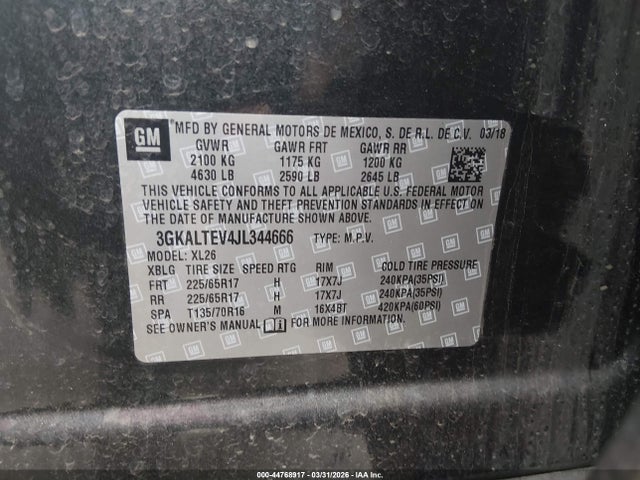 GM MFD BY GENERAL MOTORS DE MEXICO, S. DE R.L. DE C.V. 03/18
GVWR GAWR FRT GAWR RR
2100 KG 1175 KG 1200 KG
4630 LB 2590 LB 2645 LB
THIS VEHICLE CONFORMS TO ALL APPLICABLE U.S. FEDERAL MOTOR
VEHICLE SAFETY AND THEFT PREVENTION STANDARDS IN EFFECT ON THE
DATE OF MANUFACTURE SHOWN ABOVE.
3GKALTEV4JL344666 TYPE: M.P.V.
MODEL: XL26
XBLG TIRE SIZE SPEED RTG RIM COLD TIRE PRESSURE
FRT 225/65R17 H 17X7J 240KPA(35PSI)
RR 225/65R17 H 17X7J 240KPA(35PSI)
SPA T135/70R16 M 16X4BT 420KPA(60PSI)
SEE OWNER'S MANUAL
000-44768917 - 03/31/2026 - IAA Inc.